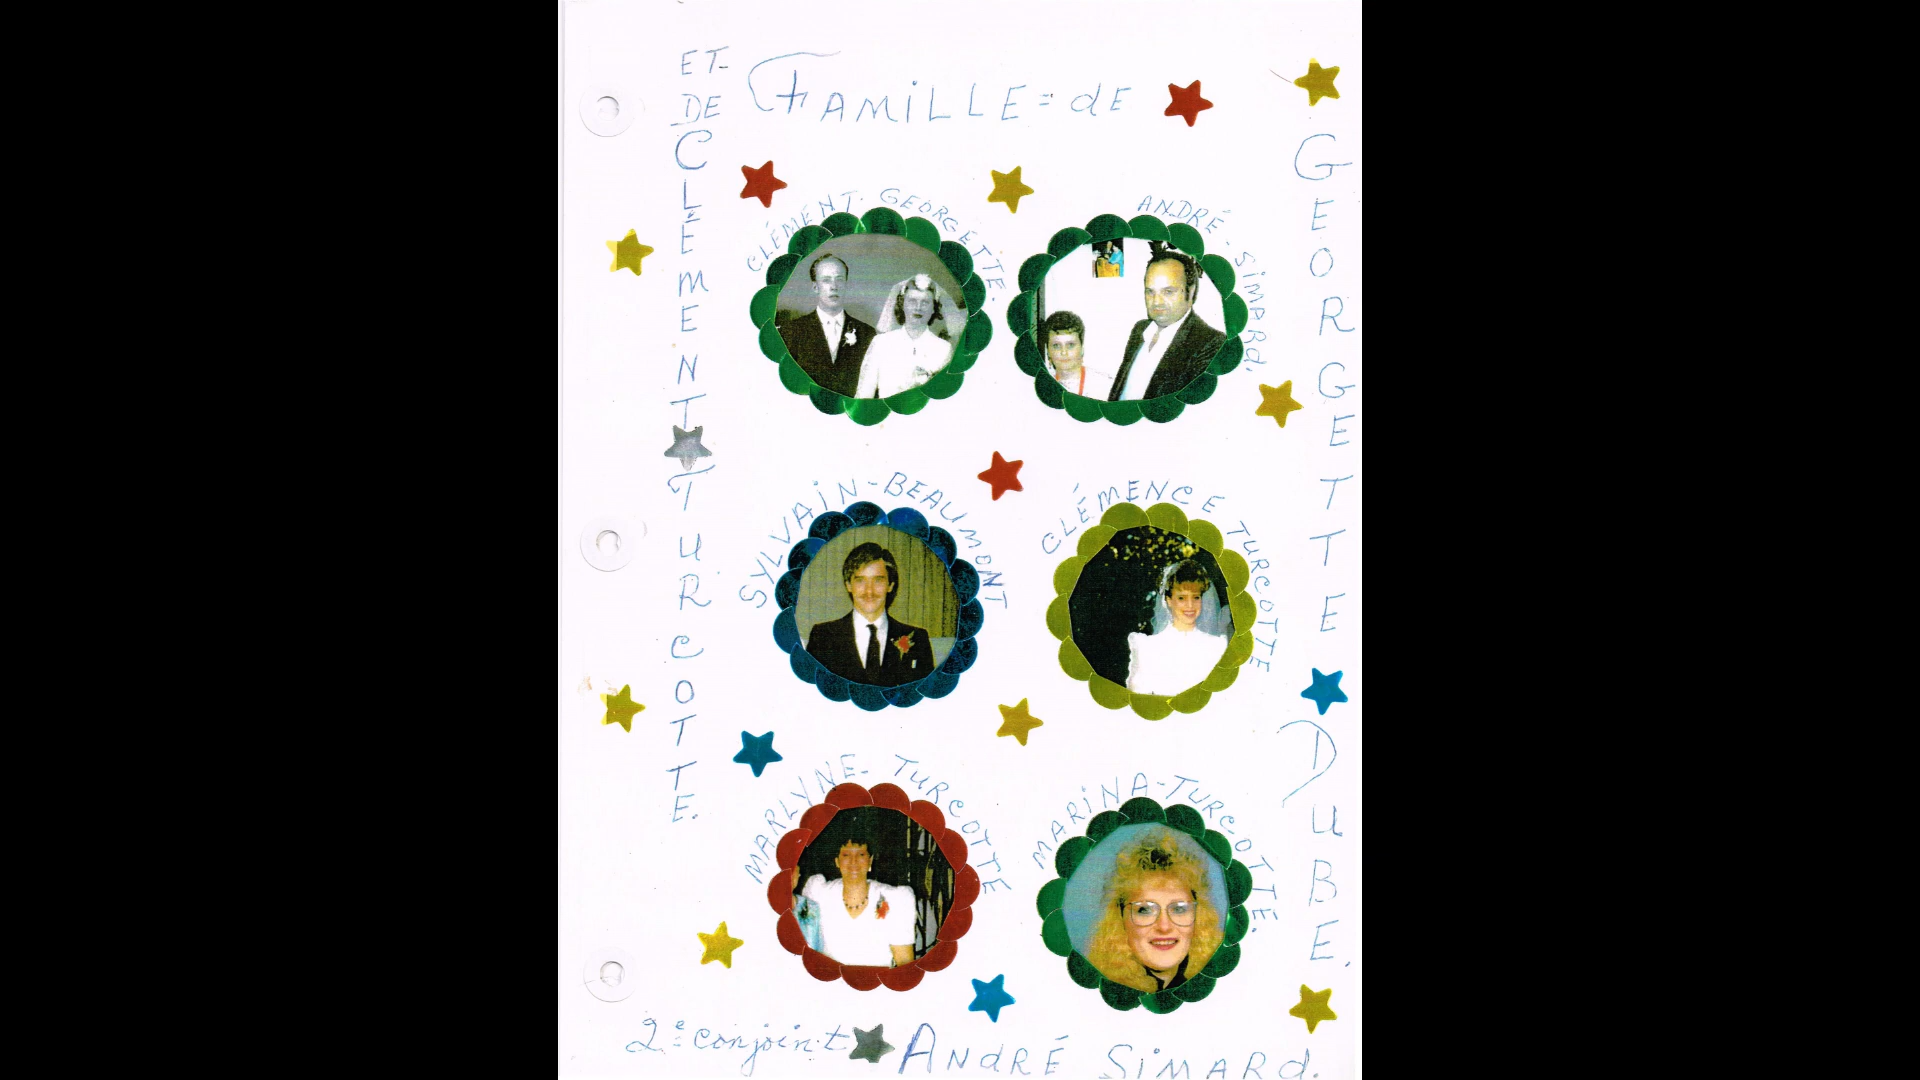 FAMILLE = dE
GEORGETTE DUBE.
ET-DE CLÉMENT TURCOTTE.
CLÉMENT. GEORGETTE.
ANDRÉ - SIMARd.
SYLVAIN-BEAUMONT
CLÉMENCE TURCOTTE
MARLYNE- TURCOTTE
MARINA-TURCOTTE.
2e conjoint ANdRÉ SIMARd.